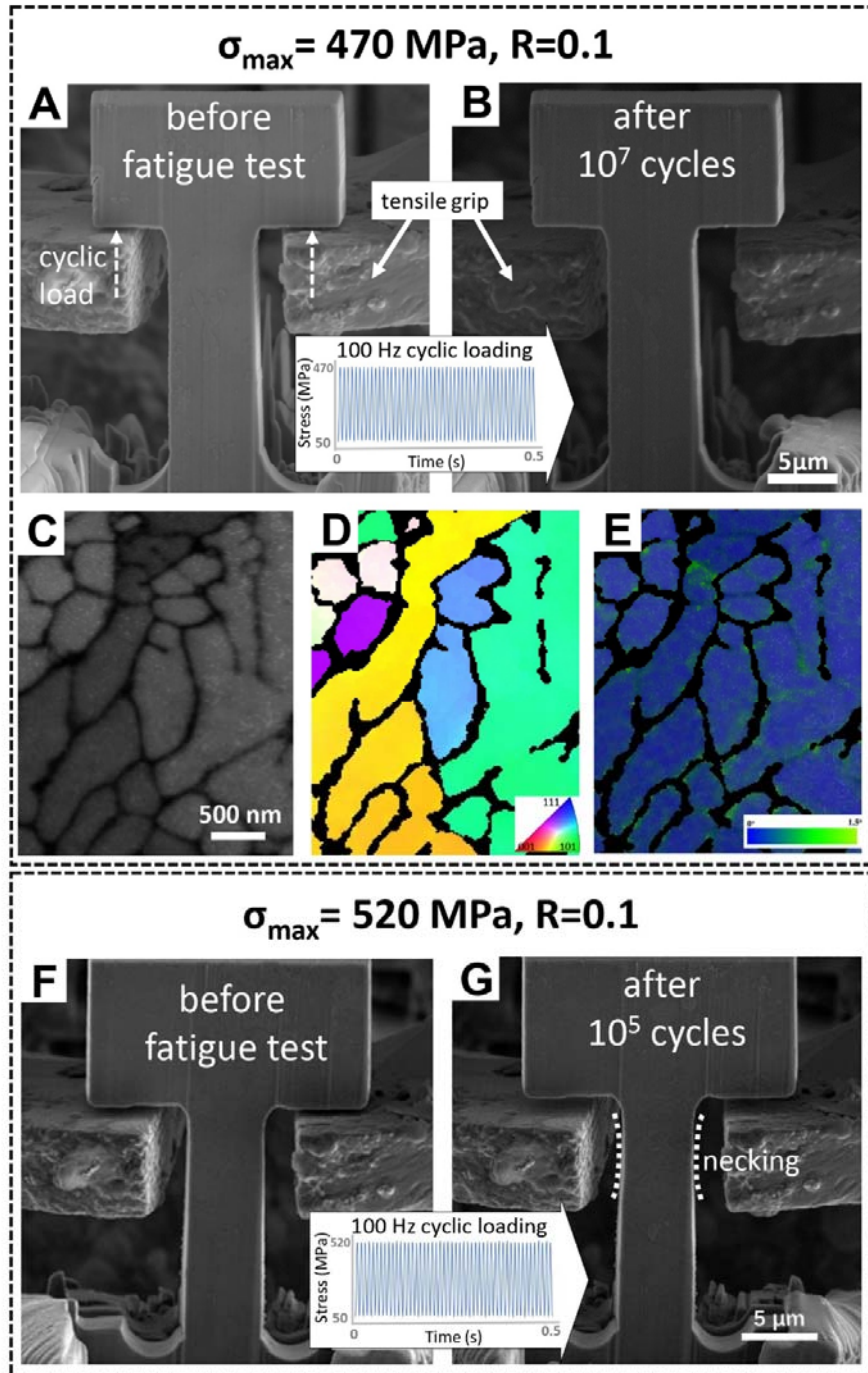 σmax= 470 MPa, R=0.1
A
before
fatigue test
B
after
10⁷ cycles
tensile grip
cyclic
load
100 Hz cyclic loading
Stress (MPa)
470
50
0
Time (s)
0.5
5μm
C
500 nm
D
111
001
101
E
0°
1.5°
σmax= 520 MPa, R=0.1
F
before
fatigue test
G
after
10⁵ cycles
necking
100 Hz cyclic loading
Stress (MPa)
520
50
0
Time (s)
0.5
5 μm